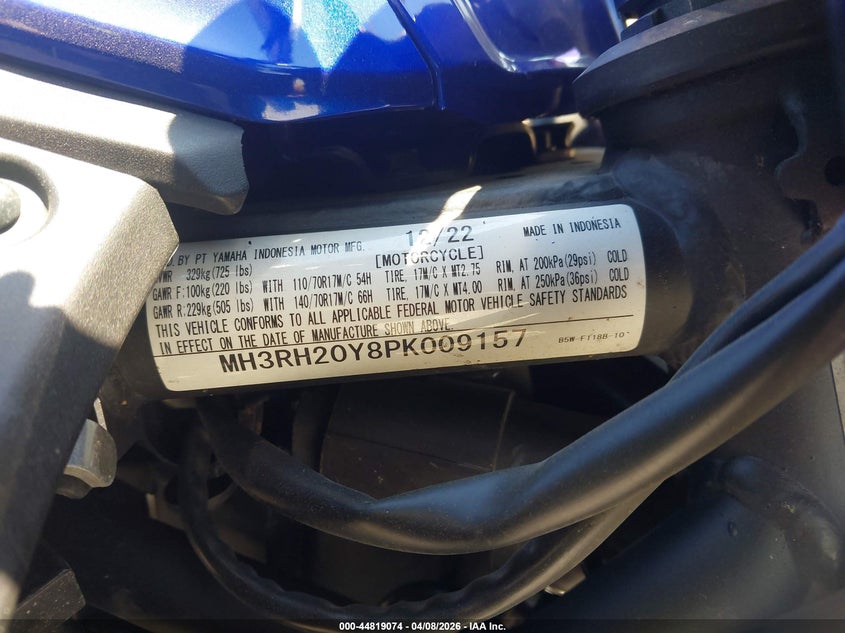 BY PT YAMAHA INDONESIA MOTOR MFG. 12/22 MADE IN INDONESIA
329kg(725 lbs) [MOTORCYCLE]
GAWR F:100kg(220 lbs) WITH 110/70R17M/C 54H TIRE, 17M/C X MT2.75 RIM, AT 200kPa(29psi) COLD
GAWR R:229kg(505 lbs) WITH 140/70R17M/C 66H TIRE, 17M/C X MT4.00 RIM, AT 250kPa(36psi) COLD
THIS VEHICLE CONFORMS TO ALL APPLICABLE FEDERAL MOTOR VEHICLE SAFETY STANDARDS
IN EFFECT ON THE DATE OF MANUFACTURE SHOWN ABOVE.
MH3RH20Y8PK009157 B5W-F118B-10
000-44819074 04/08/2026 IAA Inc.